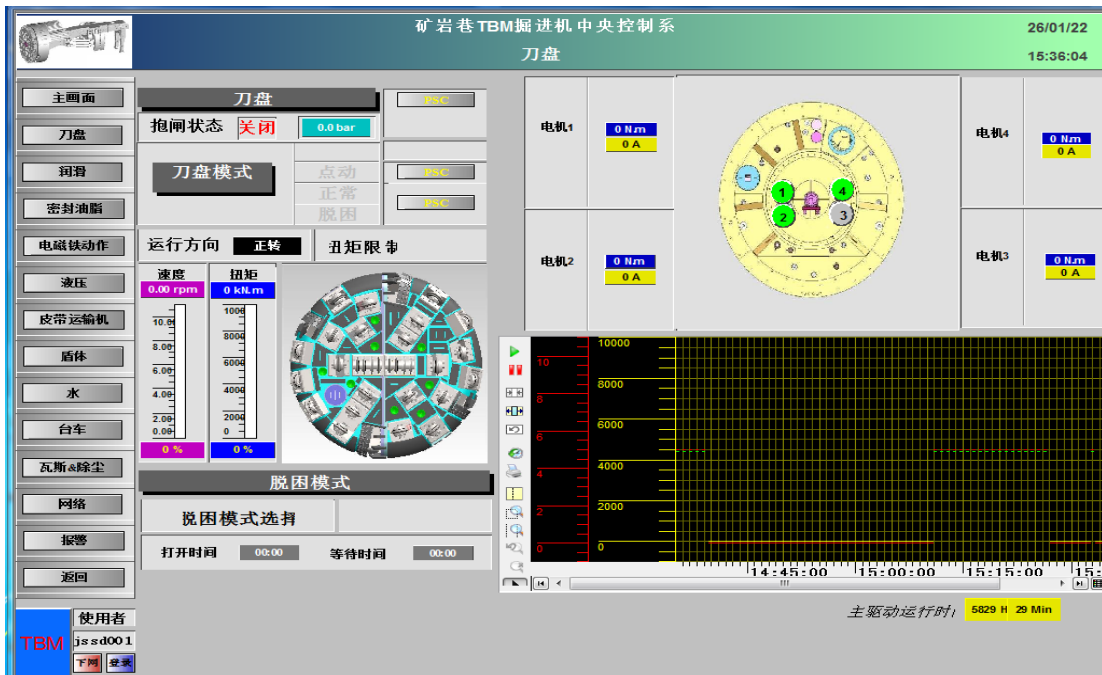 矿岩巷TBM掘进机中央控制系
刀盘
26/01/22
15:36:04
主画面
刀盘
润滑
密封油脂
电磁铁动作
液压
皮带运输机
盾体
水
台车
瓦斯&除尘
网络
报警
返回
TBM
使用者
jssd001
下网 登录
刀盘
PSC
抱闸状态 关闭 0.0 bar
刀盘模式
点动
正常
脱困
PSC
PSC
运行方向 正转
扭矩限制
速度
0.00 rpm
10.0
8.00
6.00
4.00
2.00
0.00
0 %
扭矩
0 kN.m
1000
8000
6000
4000
2000
0
0 %
脱困模式
脱困模式选择
打开时间 00:00 等待时间 00:00
电机1
0 N.m
0 A
电机2
0 N.m
0 A
1
2
3
4
电机4
0 N.m
0 A
电机3
0 N.m
0 A
10
8
6
4
2
0
10000
8000
6000
4000
2000
0
14:45:00 15:00:00 15:15:00 15:
主驱动运行时
5829 H 29 Min